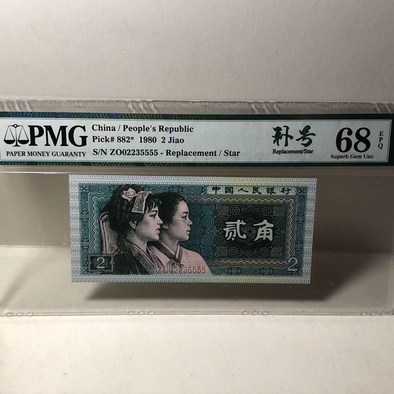 PMG
PAPER MONEY GUARANTY
China / People's Republic
Pick# 882* 1980 2 Jiao
S/N ZO02235555 - Replacement / Star
补号
Replacement/Star
68
EPQ
Superb Gem Unc
中国人民银行
贰角
ZO02235555
2
2